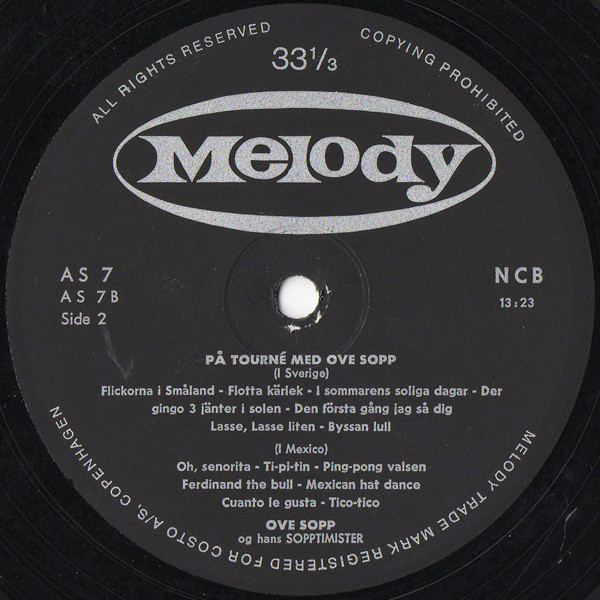 ALL RIGHTS RESERVED
COPYING PROHIBITED
33 1/3
Melody
AS 7
AS 7B
Side 2
NCB
13:23
PÅ TOURNÉ MED OVE SOPP
(I Sverige)
Flickorna i Småland - Flotta kärlek - I sommarens soliga dagar - Der
gingo 3 jänter i solen - Den första gång jag så dig
Lasse, Lasse liten - Byssan lull
(I Mexico)
Oh, senorita - Ti-pi-tin - Ping-pong valsen
Ferdinand the bull - Mexican hat dance
Cuanto le gusta - Tico-tico
OVE SOPP
og hans SOPPTIMISTER
MELODY TRADE MARK REGISTERED FOR COSTO A/S, COPENHAGEN